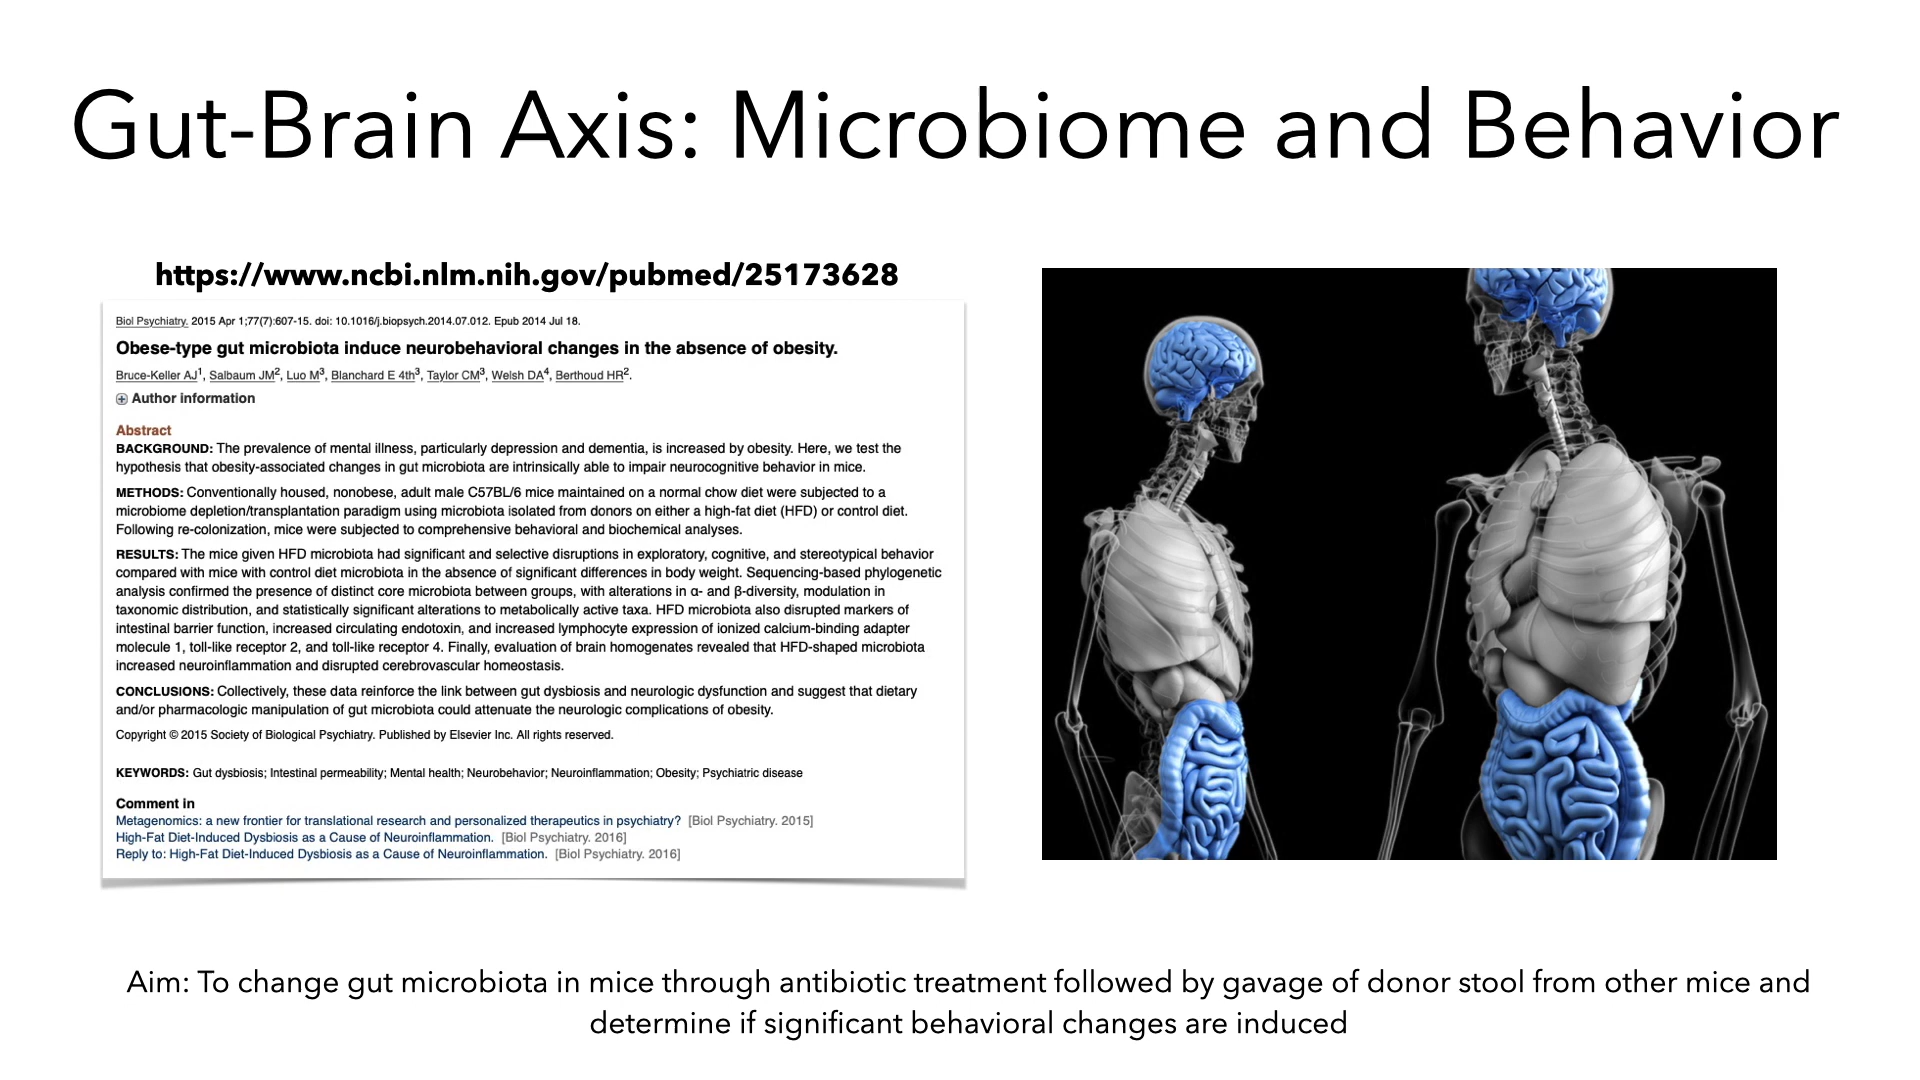 Gut-Brain Axis: Microbiome and Behavior
https://www.ncbi.nlm.nih.gov/pubmed/25173628
Biol Psychiatry. 2015 Apr 1;77(7):607-15. doi: 10.1016/j.biopsych.2014.07.012. Epub 2014 Jul 18.
Obese-type gut microbiota induce neurobehavioral changes in the absence of obesity.
Bruce-Keller AJ1, Salbaum JM2, Luo M3, Blanchard E 4th3, Taylor CM3, Welsh DA4, Berthoud HR2.
Author information
Abstract
BACKGROUND: The prevalence of mental illness, particularly depression and dementia, is increased by obesity. Here, we test the
hypothesis that obesity-associated changes in gut microbiota are intrinsically able to impair neurocognitive behavior in mice.
METHODS: Conventionally housed, nonobese, adult male C57BL/6 mice maintained on a normal chow diet were subjected to a
microbiome depletion/transplantation paradigm using microbiota isolated from donors on either a high-fat diet (HFD) or control diet.
Following re-colonization, mice were subjected to comprehensive behavioral and biochemical analyses.
RESULTS: The mice given HFD microbiota had significant and selective disruptions in exploratory, cognitive, and stereotypical behavior
compared with mice with control diet microbiota in the absence of significant differences in body weight. Sequencing-based phylogenetic
analysis confirmed the presence of distinct core microbiota between groups, with alterations in α- and β-diversity, modulation in
taxonomic distribution, and statistically significant alterations to metabolically active taxa. HFD microbiota also disrupted markers of
intestinal barrier function, increased circulating endotoxin, and increased lymphocyte expression of ionized calcium-binding adapter
molecule 1, toll-like receptor 2, and toll-like receptor 4. Finally, evaluation of brain homogenates revealed that HFD-shaped microbiota
increased neuroinflammation and disrupted cerebrovascular homeostasis.
CONCLUSIONS: Collectively, these data reinforce the link between gut dysbiosis and neurologic dysfunction and suggest that dietary
and/or pharmacologic manipulation of gut microbiota could attenuate the neurologic complications of obesity.
Copyright © 2015 Society of Biological Psychiatry. Published by Elsevier Inc. All rights reserved.
KEYWORDS: Gut dysbiosis; Intestinal permeability; Mental health; Neurobehavior; Neuroinflammation; Obesity; Psychiatric disease
Comment in
Metagenomics: a new frontier for translational research and personalized therapeutics in psychiatry? [Biol Psychiatry. 2015]
High-Fat Diet-Induced Dysbiosis as a Cause of Neuroinflammation. [Biol Psychiatry. 2016]
Reply to: High-Fat Diet-Induced Dysbiosis as a Cause of Neuroinflammation. [Biol Psychiatry. 2016]
Aim: To change gut microbiota in mice through antibiotic treatment followed by gavage of donor stool from other mice and
determine if significant behavioral changes are induced